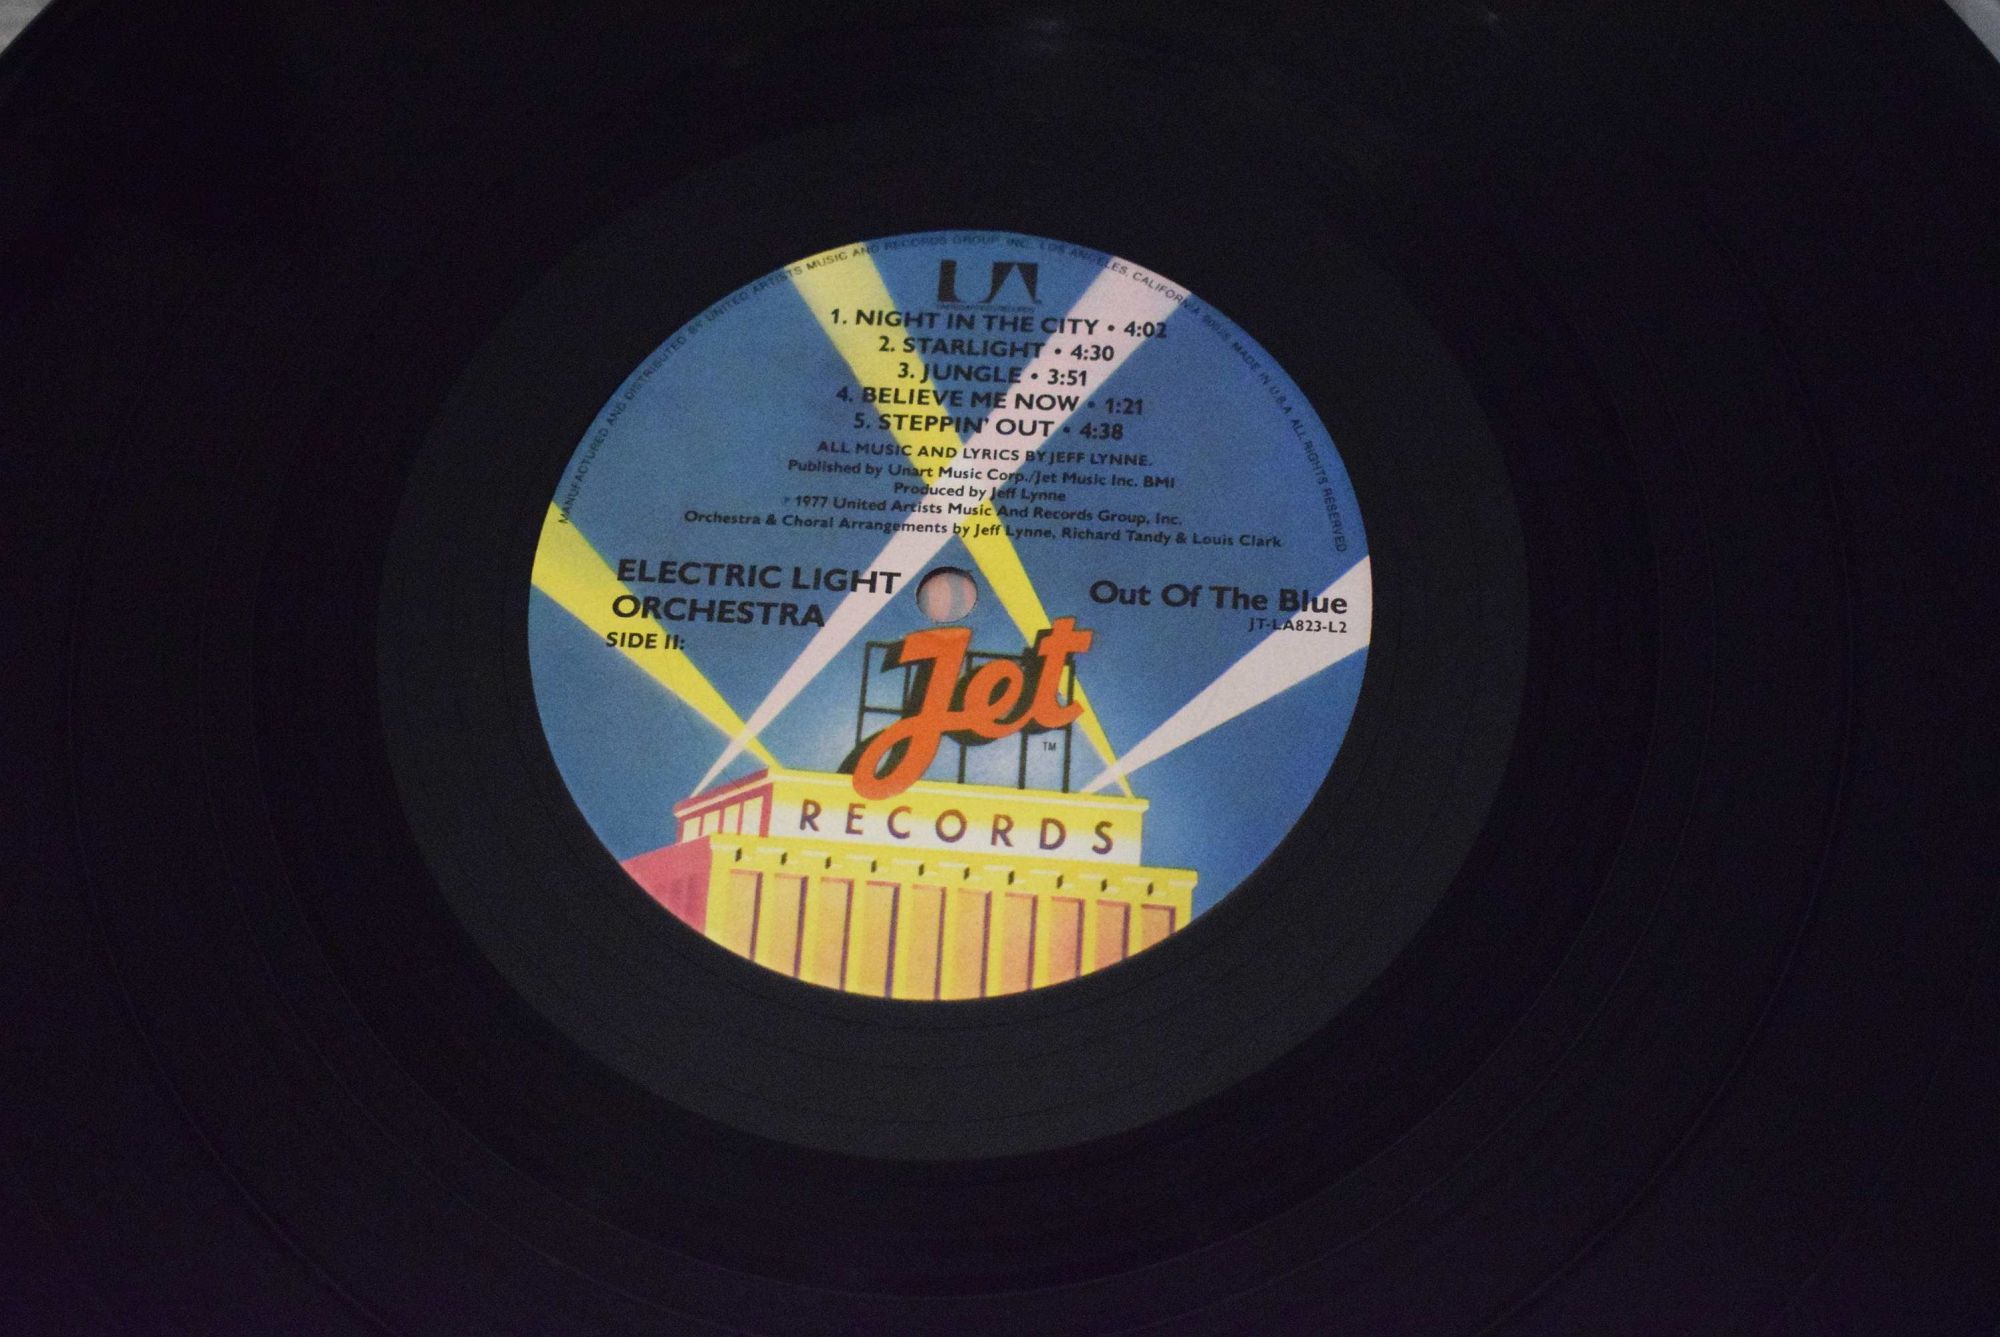 MANUFACTURED AND DISTRIBUTED BY UNITED ARTISTS MUSIC AND RECORDS GROUP, INC. LOS ANGELES, CALIFORNIA 90028 MADE IN U.S.A ALL RIGHTS RESERVED
UA
1. NIGHT IN THE CITY • 4:02
2. STARLIGHT • 4:30
3. JUNGLE • 3:51
4. BELIEVE ME NOW • 1:21
5. STEPPIN' OUT • 4:38
ALL MUSIC AND LYRICS BY JEFF LYNNE.
Published by Unart Music Corp./Jet Music Inc. BMI
Produced by Jeff Lynne
℗ 1977 United Artists Music And Records Group, Inc.
Orchestra & Choral Arrangements by Jeff Lynne, Richard Tandy & Louis Clark
ELECTRIC LIGHT
ORCHESTRA
SIDE II:
Out Of The Blue
JT-LA823-L2
Jet
TM
RECORDS